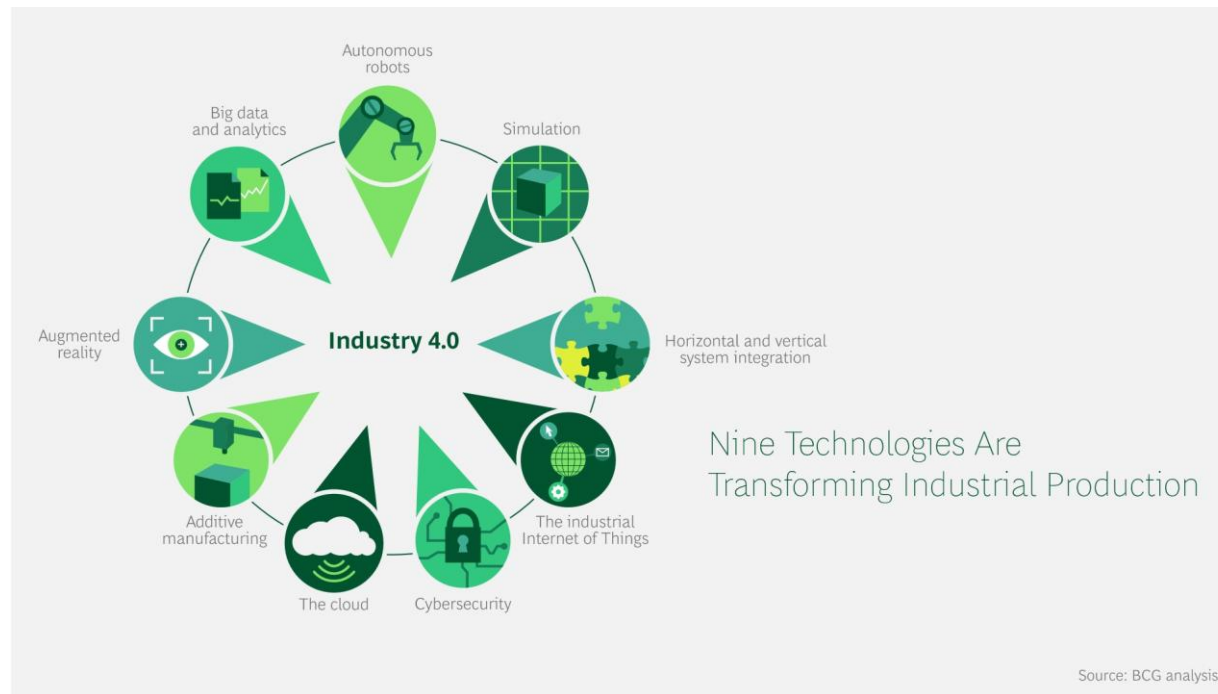 Autonomous
robots
Simulation
Horizontal and vertical
system integration
The industrial
Internet of Things
Cybersecurity
The cloud
Additive
manufacturing
Augmented
reality
Big data
and analytics
Industry 4.0
Nine Technologies Are
Transforming Industrial Production
Source: BCG analysis